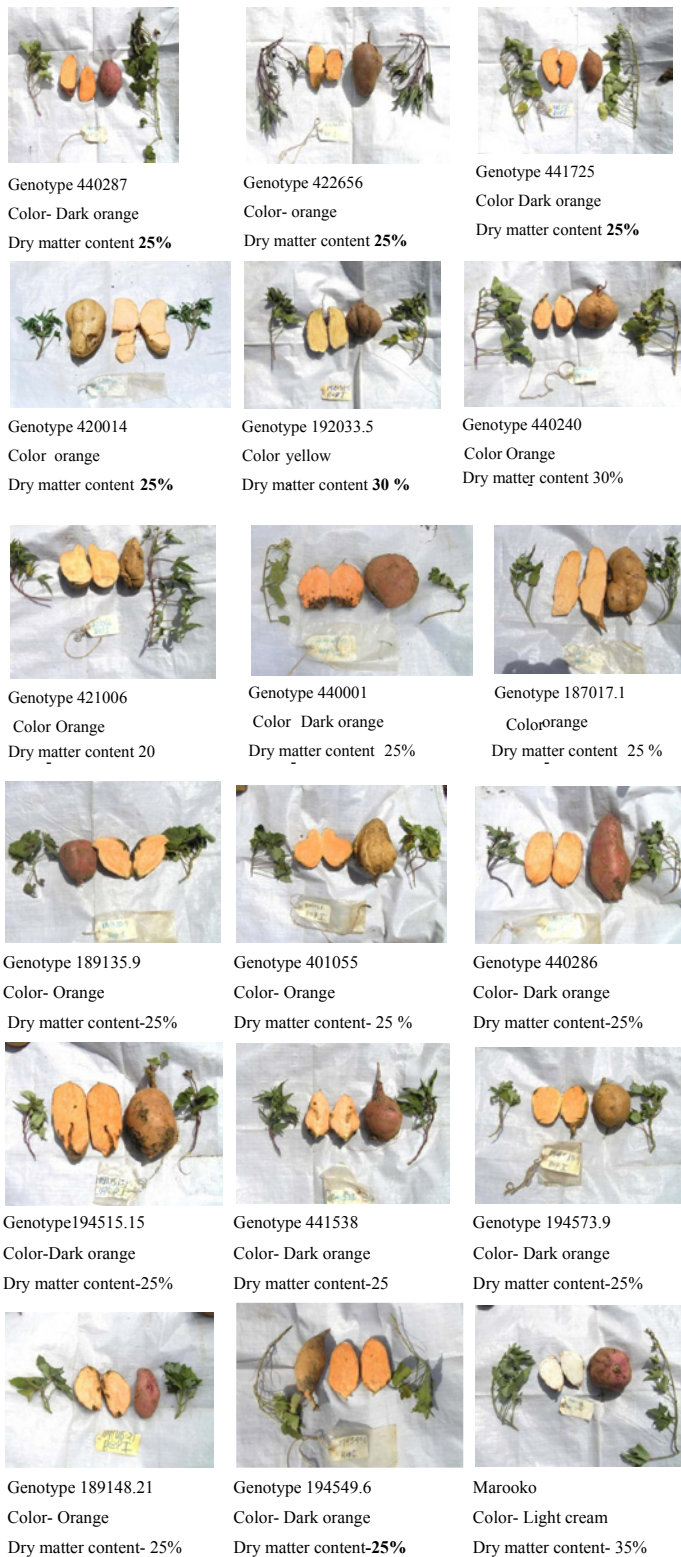 Genotype 440287
Color- Dark orange
Dry matter content 25%
Genotype 422656
Color- orange
Dry matter content 25%
Genotype 441725
Color Dark orange
Dry matter content 25%
Genotype 420014
Color orange
Dry matter content 25%
Genotype 192033.5
Color yellow
Dry matter content 30 %
Genotype 440240
Color Orange
Dry matter content 30%
Genotype 421006
Color Orange
Dry matter content 20
Genotype 440001
Color Dark orange
Dry matter content 25%
Genotype 187017.1
Color orange
Dry matter content 25 %
Genotype 189135.9
Color- Orange
Dry matter content-25%
Genotype 401055
Color- Orange
Dry matter content- 25 %
Genotype 440286
Color- Dark orange
Dry matter content-25%
Genotype194515.15
Color-Dark orange
Dry matter content-25%
Genotype 441538
Color- Dark orange
Dry matter content-25
Genotype 194573.9
Color- Dark orange
Dry matter content-25%
Genotype 189148.21
Color- Orange
Dry matter content- 25%
Genotype 194549.6
Color- Dark orange
Dry matter content-25%
Marooko
Color- Light cream
Dry matter content- 35%